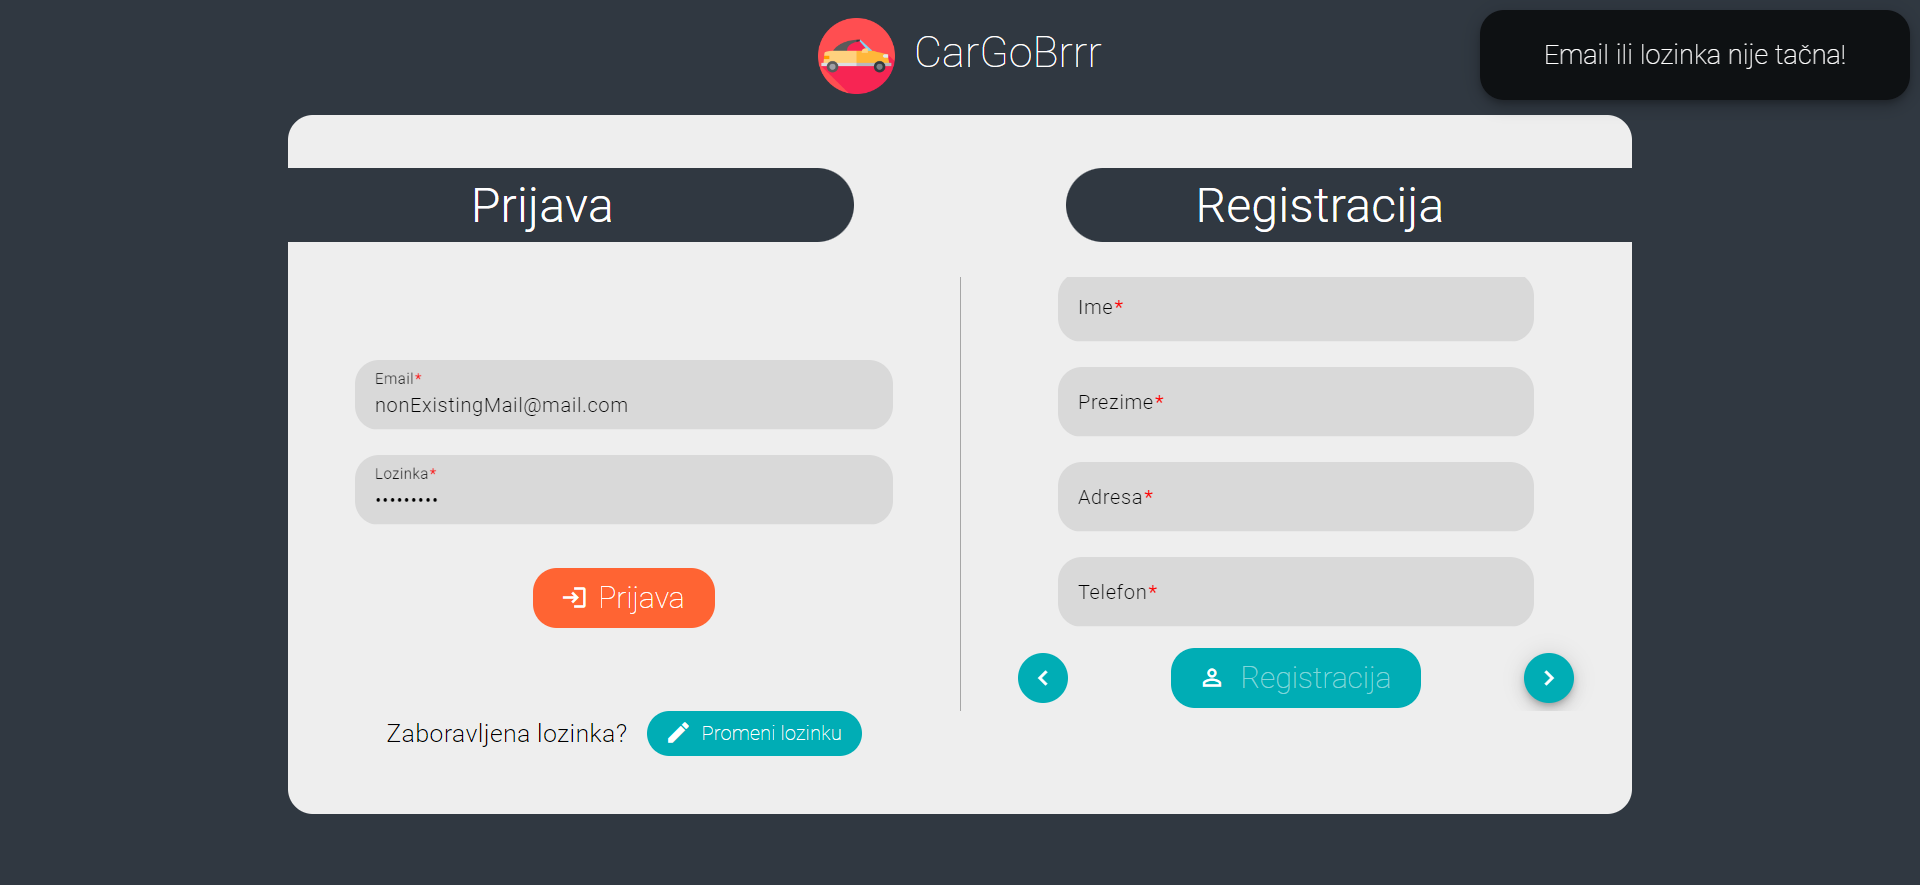 CarGoBrrr
Email ili lozinka nije tačna!
Prijava
Email*
nonExistingMail@mail.com
Lozinka*
•••••••••
Prijava
Zaboravljena lozinka?
Promeni lozinku
Registracija
Ime*
Prezime*
Adresa*
Telefon*
Registracija